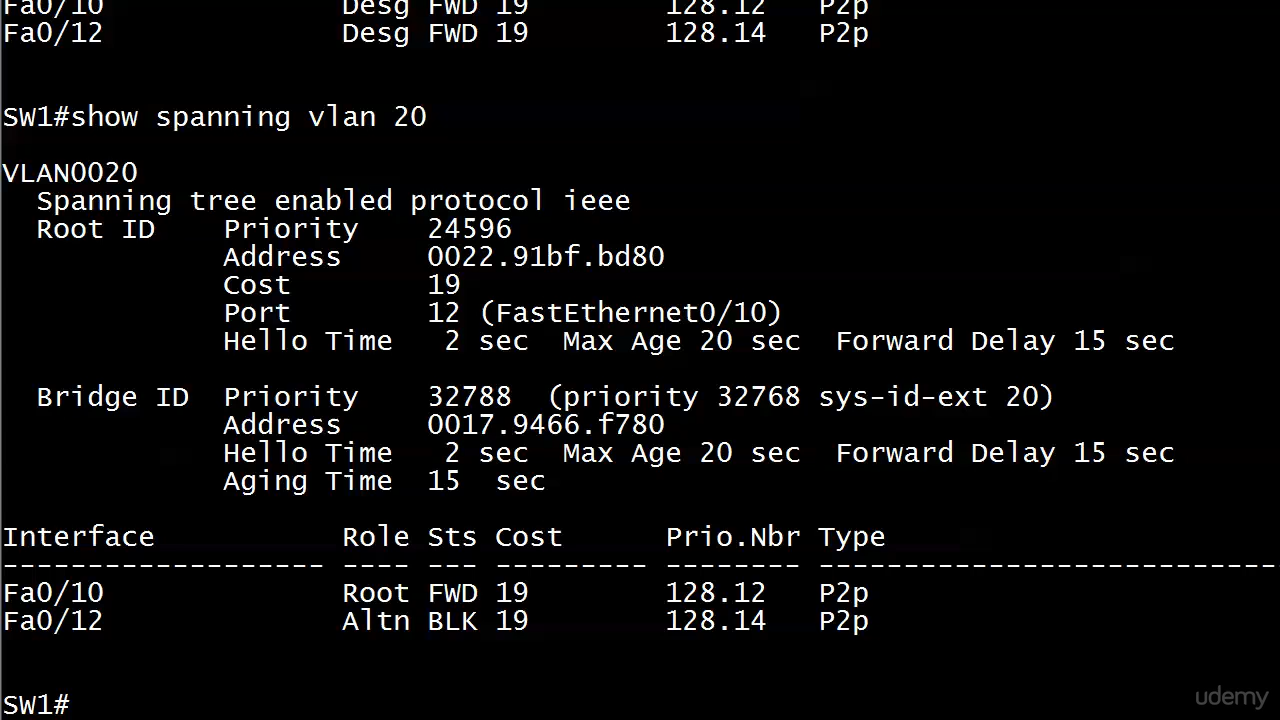 Fa0/10 Desg FWD 19 128.12 P2p
Fa0/12 Desg FWD 19 128.14 P2p
SW1#show spanning vlan 20
VLAN0020
Spanning tree enabled protocol ieee
Root ID Priority 24596
Address 0022.91bf.bd80
Cost 19
Port 12 (FastEthernet0/10)
Hello Time 2 sec Max Age 20 sec Forward Delay 15 sec
Bridge ID Priority 32788 (priority 32768 sys-id-ext 20)
Address 0017.9466.f780
Hello Time 2 sec Max Age 20 sec Forward Delay 15 sec
Aging Time 15 sec
Interface Role Sts Cost Prio.Nbr Type
------------------- ---- --- --------- -------- ---------------------------
Fa0/10 Root FWD 19 128.12 P2p
Fa0/12 Altn BLK 19 128.14 P2p
SW1#
udemy